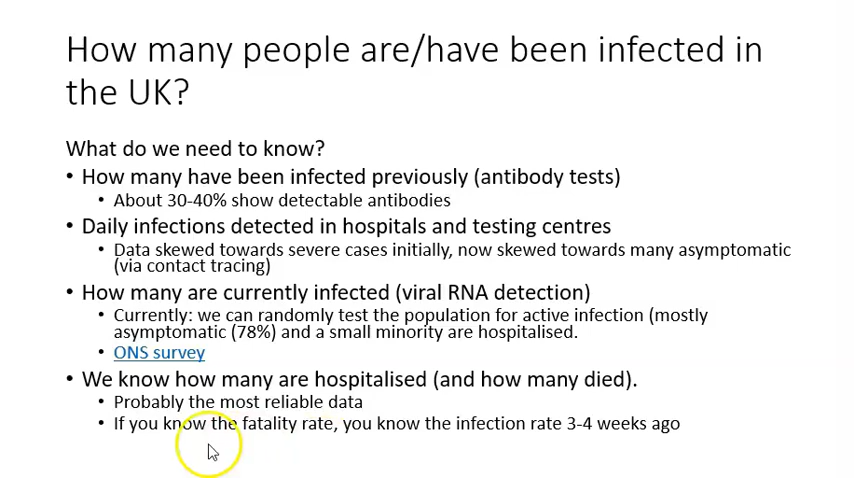 How many people are/have been infected in
the UK?
What do we need to know?
• How many have been infected previously (antibody tests)
• About 30-40% show detectable antibodies
• Daily infections detected in hospitals and testing centres
• Data skewed towards severe cases initially, now skewed towards many asymptomatic
(via contact tracing)
• How many are currently infected (viral RNA detection)
• Currently: we can randomly test the population for active infection (mostly
asymptomatic (78%) and a small minority are hospitalised.
• ONS survey
• We know how many are hospitalised (and how many died).
• Probably the most reliable data
• If you know the fatality rate, you know the infection rate 3-4 weeks ago